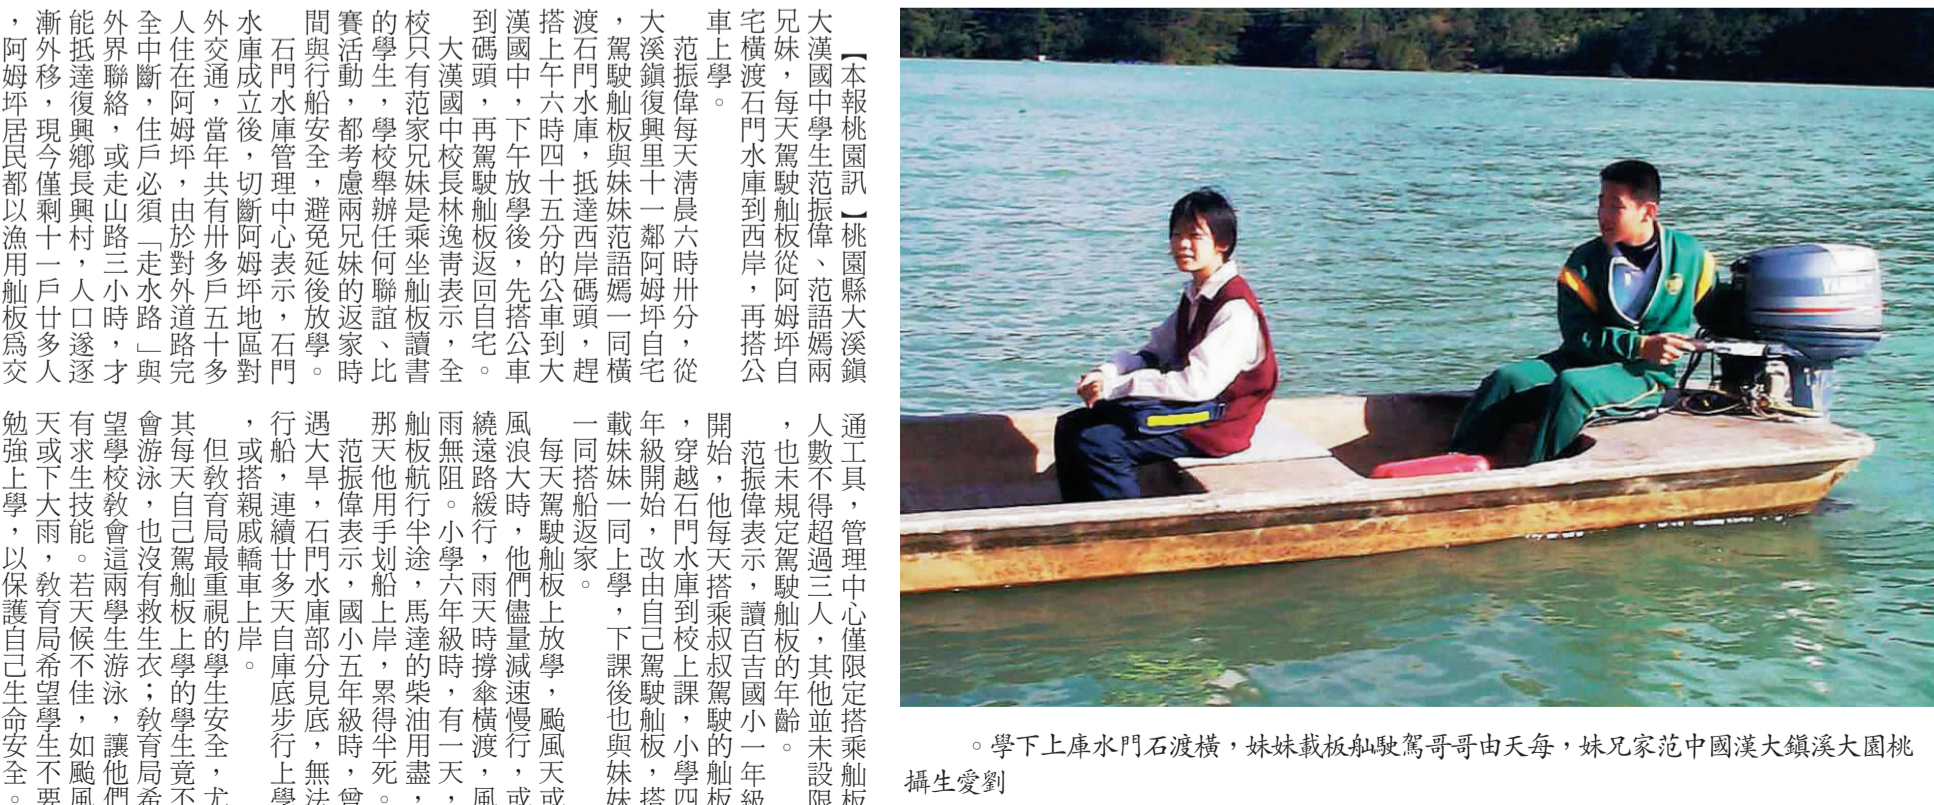 【本報桃園訊】桃園縣大溪鎮
大漢國中學生范振偉、范語嫣兩
兄妹,每天駕駛舢板從阿姆坪自
宅橫渡石門水庫到西岸,再搭公
車上學。
范振偉每天清晨六時卅分,從
大溪鎮復興里十一鄰阿姆坪自宅
,駕駛舢板與妹妹范語嫣一同橫
渡石門水庫,抵達西岸碼頭,趕
搭上午六時四十五分的公車到大
漢國中,下午放學後,先搭公車
到碼頭,再駕駛舢板返回自宅。
大漢國中校長林逸青表示,全
校只有范家兄妹是乘坐舢板讀書
的學生,學校舉辦任何聯誼、比
賽活動,都考慮兩兄妹的返家時
間與行船安全,避免延後放學。
石門水庫管理中心表示,石門
水庫成立後,切斷阿姆坪地區對
外交通,當年共有卅多戶五十多
人住在阿姆坪,由於對外道路完
全中斷,住戶必須「走水路」與
外界聯絡,或走山路三小時,才
能抵達復興鄉長興村,人口遂逐
漸外移,現今僅剩十一戶廿多人
,阿姆坪居民都以漁用舢板為交
通工具,管理中心僅限定搭乘舢板
人數不得超過三人,其他並未設限
,也未規定駕駛舢板的年齡。
范振偉表示,讀百吉國小一年級
開始,他每天搭乘叔叔駕駛的舢板
,穿越石門水庫到校上課,小學四
年級開始,改由自己駕駛舢板,搭
載妹妹一同上學,下課後也與妹妹
一同搭船返家。
每天駕駛舢板上放學,颱風天或
風浪大時,他們儘量減速慢行,或
繞遠路緩行,雨天時撐傘橫渡,風
雨無阻。小學六年級時,有一天,
舢板航行半途,馬達的柴油用盡,
那天他用手划船上岸,累得半死。
范振偉表示,國小五年級時,曾
遇大旱,石門水庫部分見底,無法
行船,連續廿多天自庫底步行上學
,或搭親戚轎車上岸。
但教育局最重視的學生安全,尤
其每天自己駕舢板上學的學生竟不
會游泳,也沒有救生衣;教育局希
望學校教會這兩學生游泳,讓他們
有求生技能。若天候不佳,如颱風
天或下大雨,教育局希望學生不要
勉強上學,以保護自己生命安全。
桃園大溪鎮大漢國中范家兄妹,每天由哥哥駕駛舢板載妹妹,橫渡石門水庫上下學。
劉愛生攝